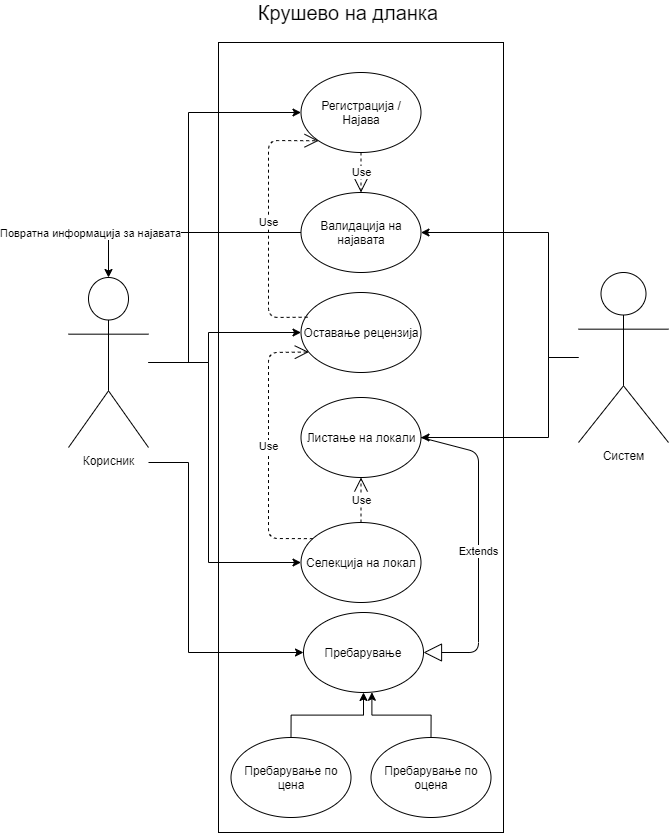 Крушево на дланка
Регистрација /
Најава
Use
Use
Валидација на
најавата
Повратна информација за најавата
Оставање рецензија
Use
Листање на локали
Корисник
Систем
Use
Extends
Селекција на локал
Пребарување
Пребарување по
цена
Пребарување по
оцена